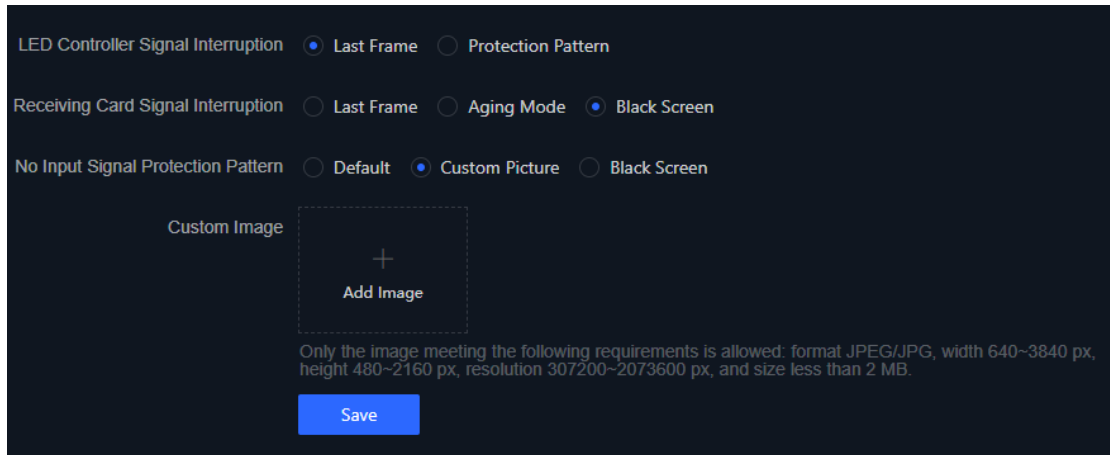 LED Controller Signal Interruption Last Frame Protection Pattern
Receiving Card Signal Interruption Last Frame Aging Mode Black Screen
No Input Signal Protection Pattern Default Custom Picture Black Screen
Custom Image
Add Image
Only the image meeting the following requirements is allowed: format JPEG/JPG, width 640~3840 px,
height 480~2160 px, resolution 307200~2073600 px, and size less than 2 MB.
Save